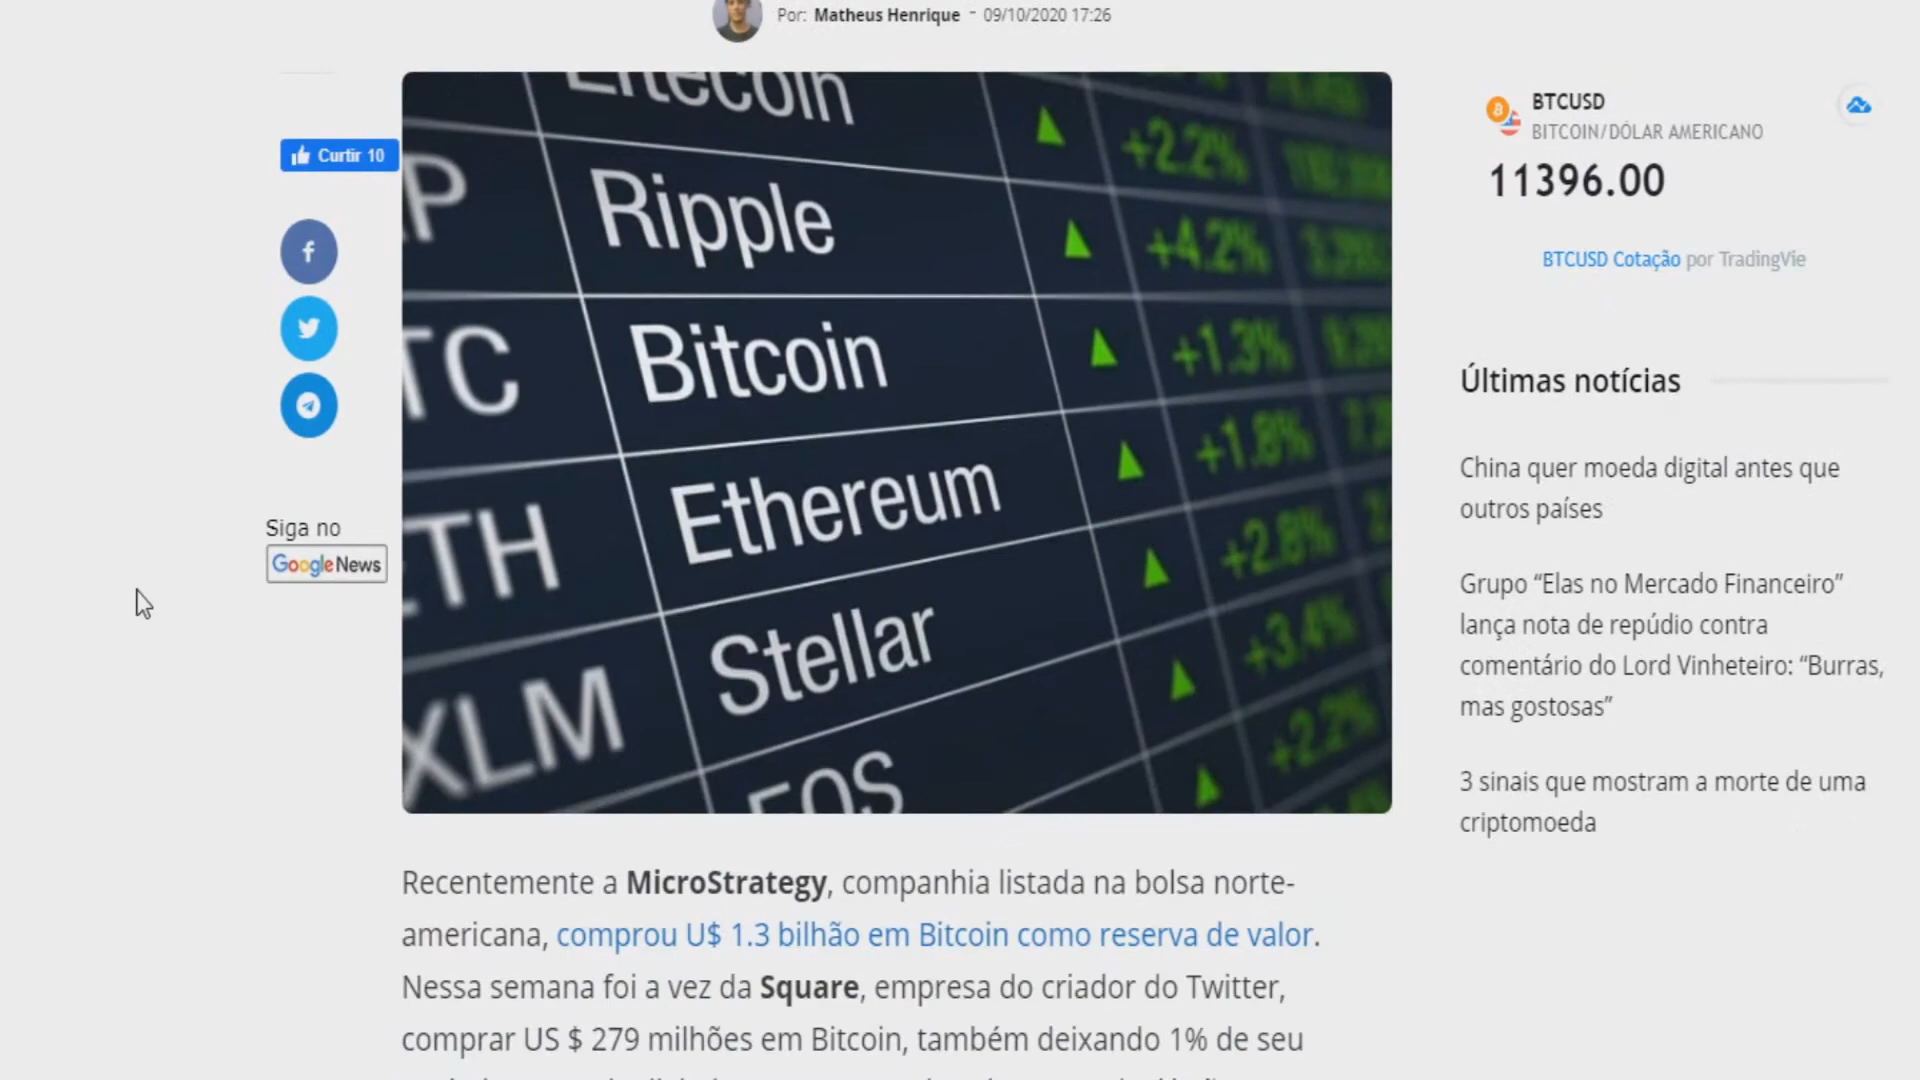 Por: Matheus Henrique - 09/10/2020 17:26
Curtir 10
Siga no
Google News
Litecoin +2.2%
Ripple +4.2%
TC Bitcoin +1.3%
ETH Ethereum +1.8%
XLM Stellar +2.8%
EOS +3.4%
+2.2%
BTCUSD
BITCOIN/DÓLAR AMERICANO
11396.00
BTCUSD Cotação por TradingVie
Últimas notícias
China quer moeda digital antes que
outros países
Grupo “Elas no Mercado Financeiro”
lança nota de repúdio contra
comentário do Lord Vinheteiro: “Burras,
mas gostosas”
3 sinais que mostram a morte de uma
criptomoeda
Recentemente a MicroStrategy, companhia listada na bolsa norte-
americana, comprou U$ 1.3 bilhão em Bitcoin como reserva de valor.
Nessa semana foi a vez da Square, empresa do criador do Twitter,
comprar US $ 279 milhões em Bitcoin, também deixando 1% de seu